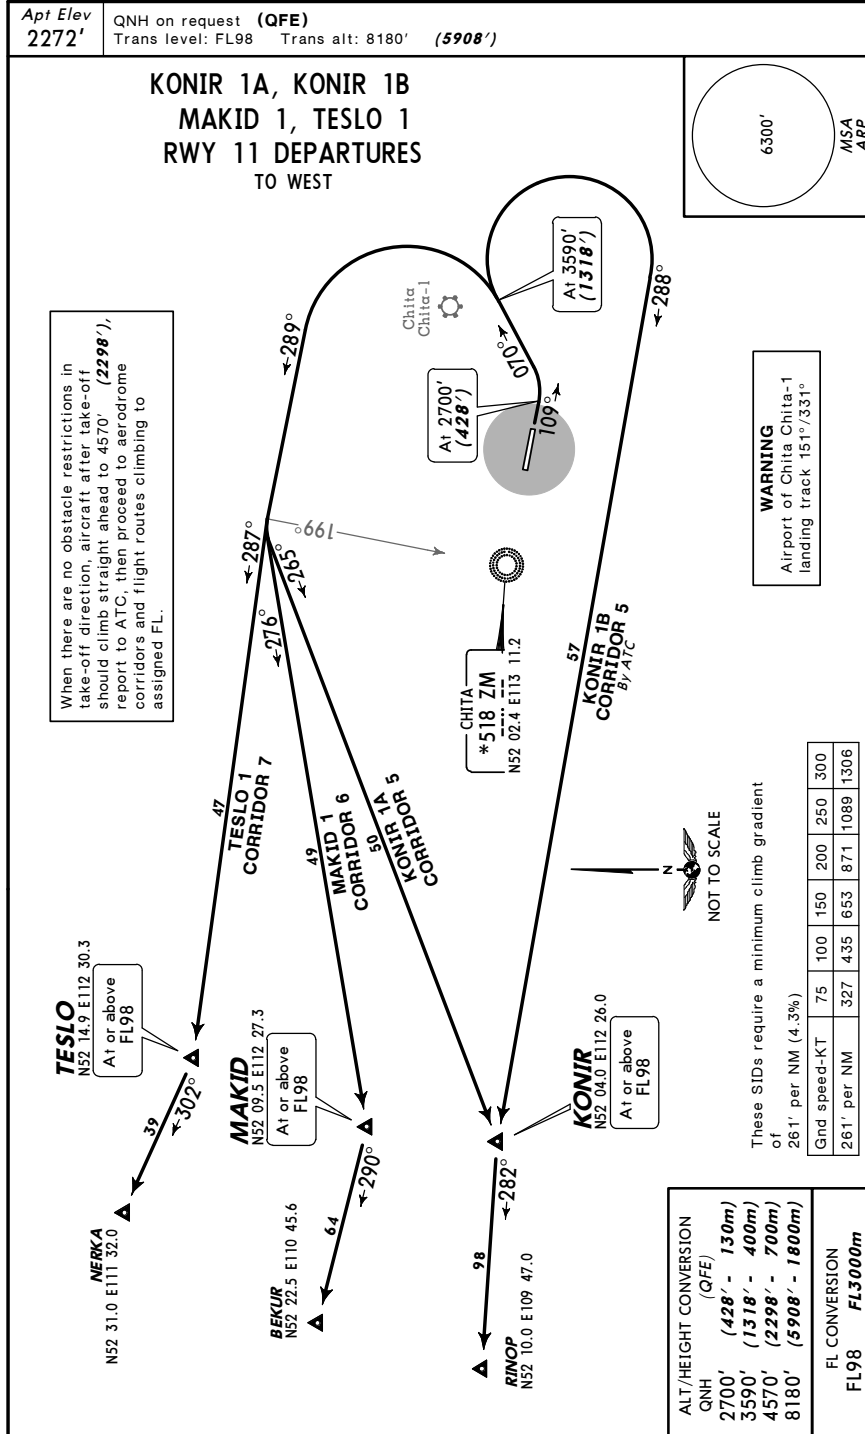 Apt Elev
2272'
QNH on request (QFE)
Trans level: FL98 Trans alt: 8180' (5908')
KONIR 1A, KONIR 1B
MAKID 1, TESLO 1
RWY 11 DEPARTURES
TO WEST
6300'
MSA
ARP
When there are no obstacle restrictions in
take-off direction, aircraft after take-off
should climb straight ahead to 4570' (2298'),
report to ATC, then proceed to aerodrome
corridors and flight routes climbing to
assigned FL.
Chita
Chita-1
At 3590'
(1318')
At 2700'
(428')
070°
109°
288°
289°
287°
276°
265°
199°
WARNING
Airport of Chita Chita-1
landing track 151°/331°
CHITA
*518 ZM
N52 02.4 E113 11.2
57
KONIR 1B
CORRIDOR 5
By ATC
47
TESLO 1
CORRIDOR 7
49
MAKID 1
CORRIDOR 6
50
KONIR 1A
CORRIDOR 5
N
NOT TO SCALE
TESLO
N52 14.9 E112 30.3
At or above
FL98
MAKID
N52 09.5 E112 27.3
At or above
FL98
KONIR
N52 04.0 E112 26.0
At or above
FL98
39
302°
NERKA
N52 31.0 E111 32.0
64
290°
BEKUR
N52 22.5 E110 45.6
98
282°
RINOP
N52 10.0 E109 47.0
These SIDs require a minimum climb gradient
of
261' per NM (4.3%)
Gnd speed-KT 75 100 150 200 250 300
261' per NM 327 435 653 871 1089 1306
ALT/HEIGHT CONVERSION
QNH (QFE)
2700' (428' - 130m)
3590' (1318' - 400m)
4570' (2298' - 700m)
8180' (5908' - 1800m)
FL CONVERSION
FL98 FL3000m